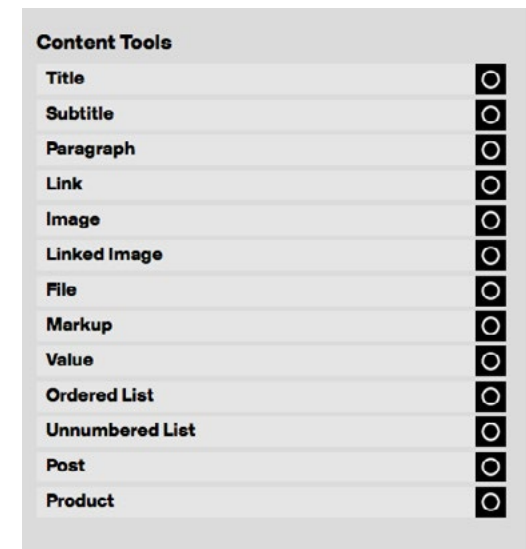 Content Tools
Title
Subtitle
Paragraph
Link
Image
Linked Image
File
Markup
Value
Ordered List
Unnumbered List
Post
Product